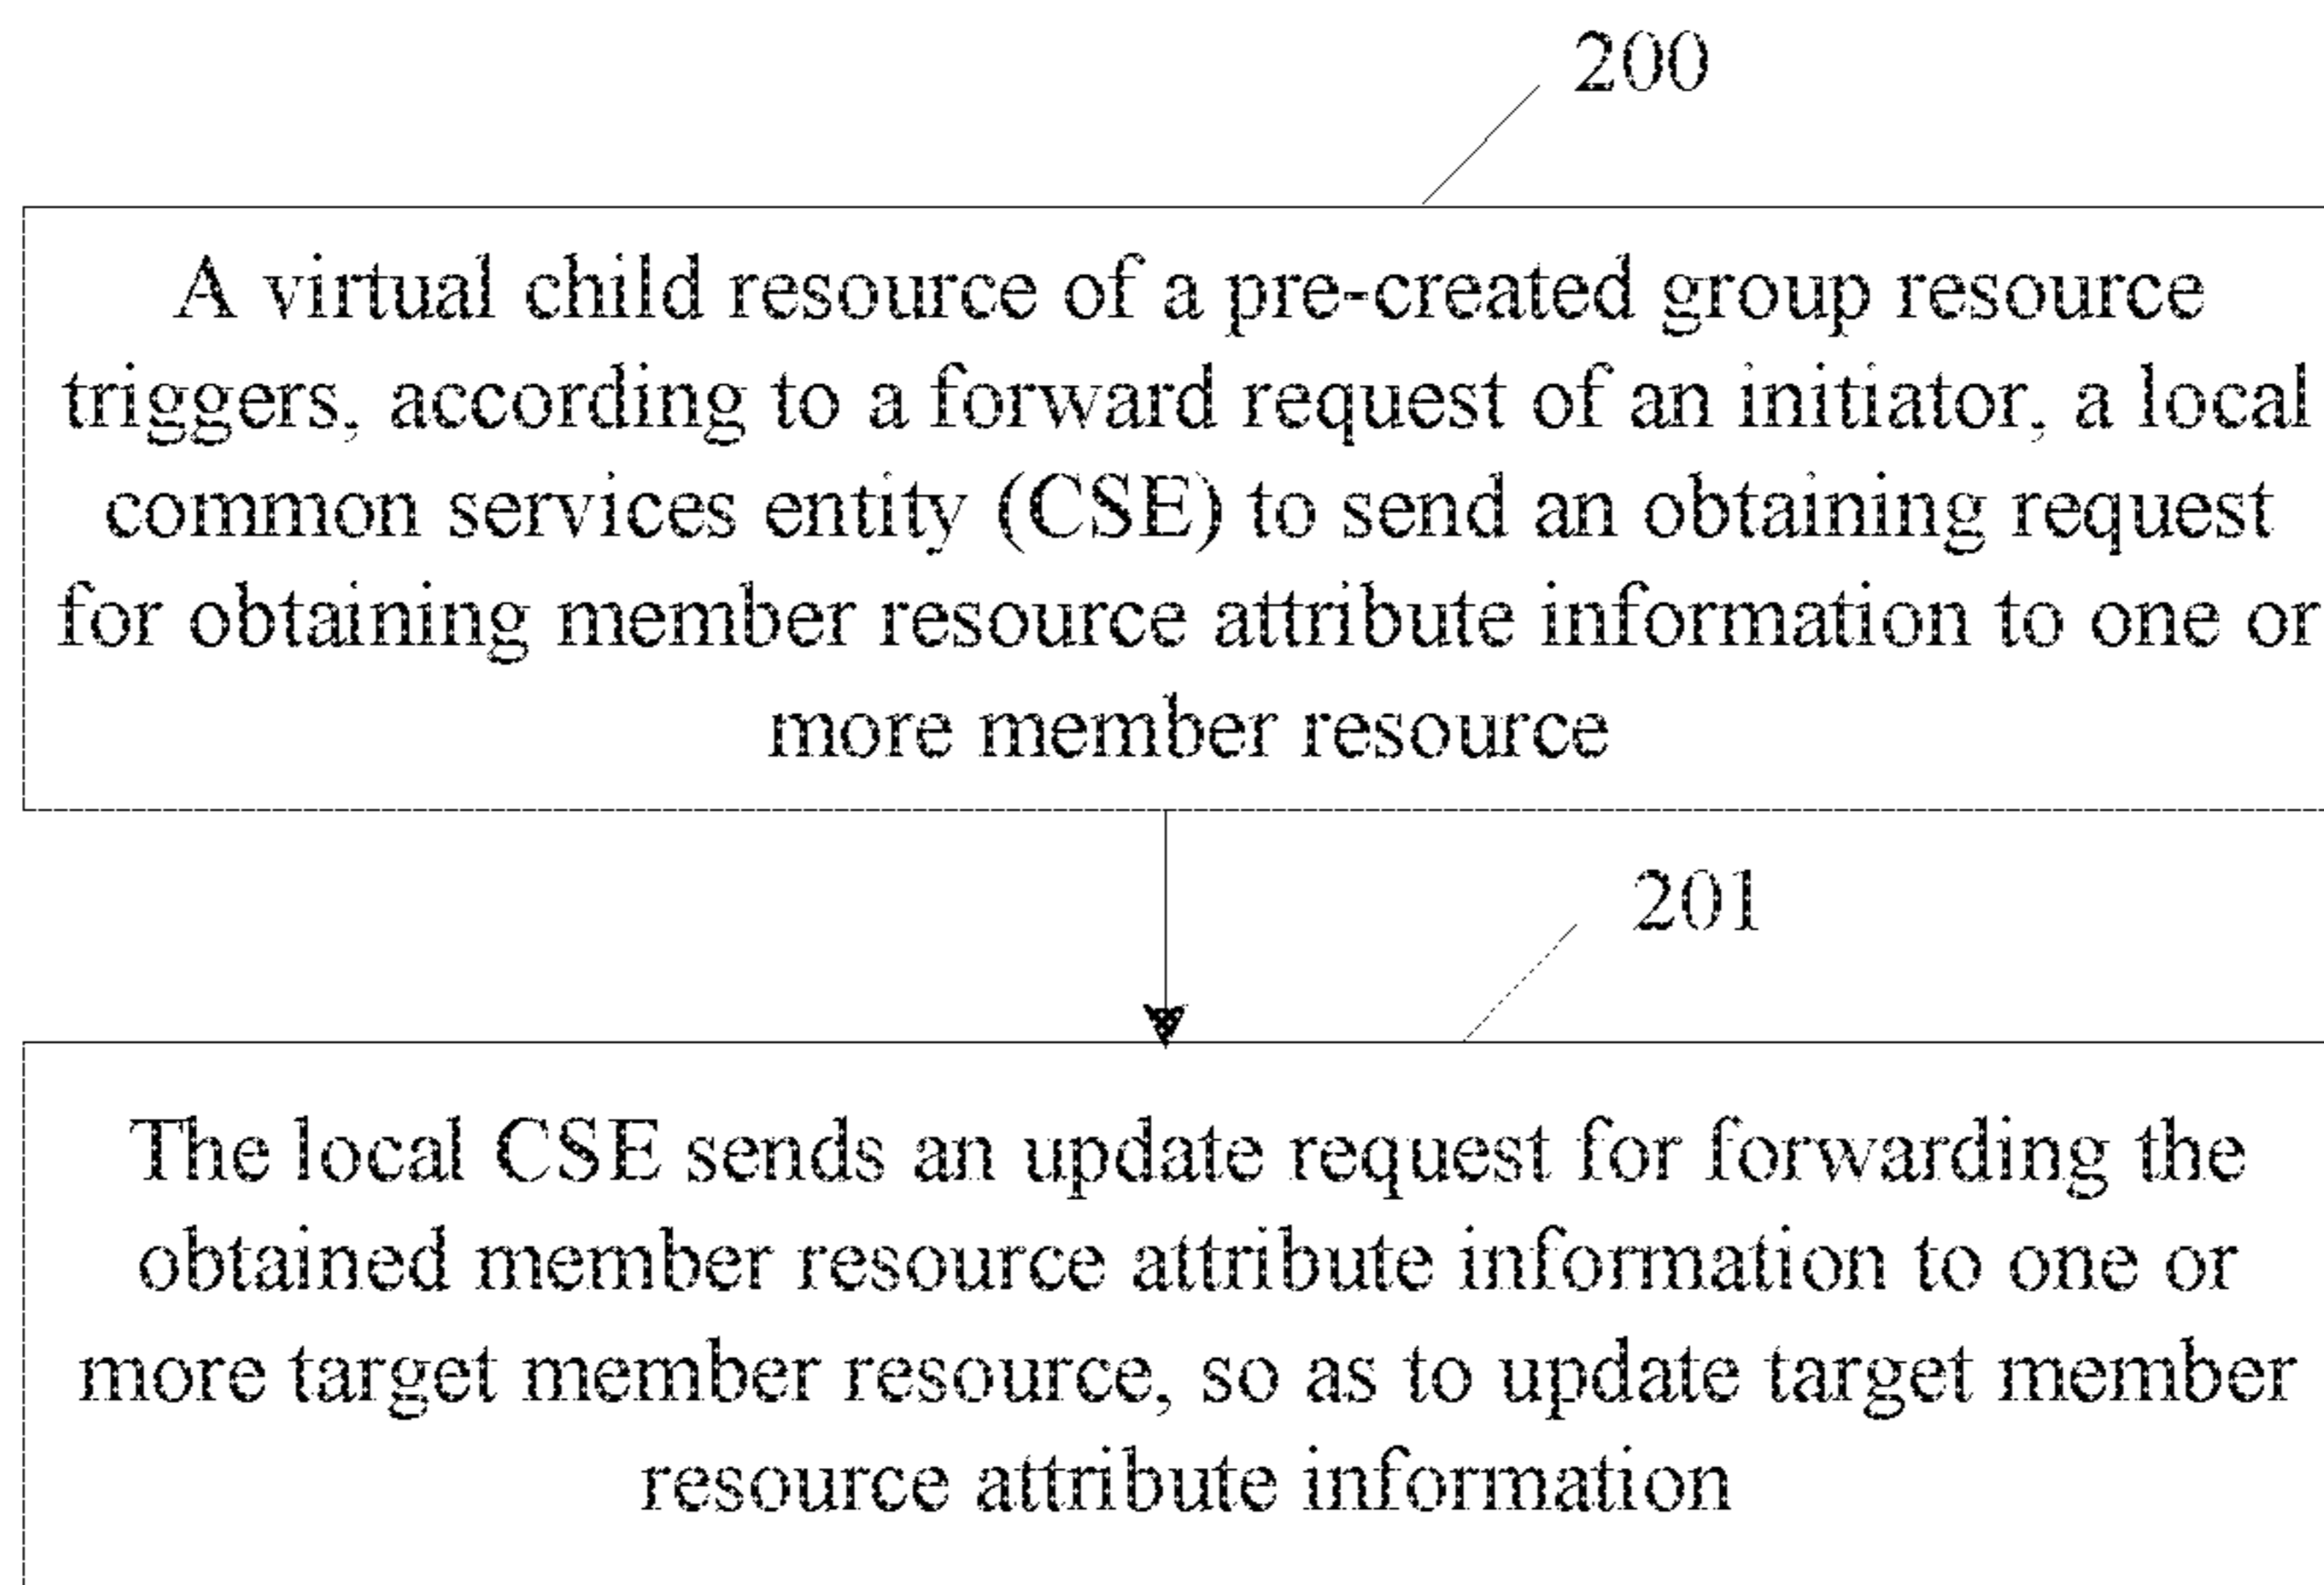 200
A virtual child resource of a pre-created group resource
triggers, according to a forward request of an initiator, a local
common services entity (CSE) to send an obtaining request
for obtaining member resource attribute information to one or
more member resource
201
The local CSE sends an update request for forwarding the
obtained member resource attribute information to one or
more target member resource, so as to update target member
resource attribute information